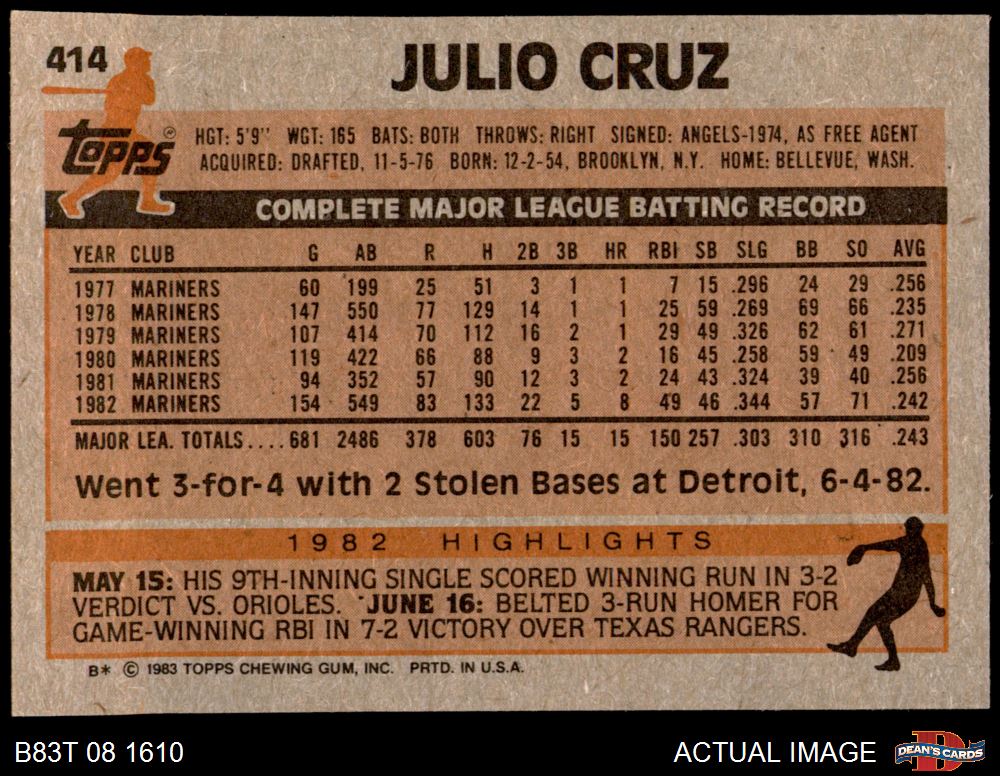 414
JULIO CRUZ
Topps ®
HGT: 5'9'' WGT: 165 BATS: BOTH THROWS: RIGHT SIGNED: ANGELS-1974, AS FREE AGENT
ACQUIRED: DRAFTED, 11-5-76 BORN: 12-2-54, BROOKLYN, N.Y. HOME: BELLEVUE, WASH.
COMPLETE MAJOR LEAGUE BATTING RECORD
YEAR CLUB G AB R H 2B 3B HR RBI SB SLG BB SO AVG
1977 MARINERS 60 199 25 51 3 1 1 7 15 .296 24 29 .256
1978 MARINERS 147 550 77 129 14 1 1 25 59 .269 69 66 .235
1979 MARINERS 107 414 70 112 16 2 1 29 49 .326 62 61 .271
1980 MARINERS 119 422 66 88 9 3 2 16 45 .258 59 49 .209
1981 MARINERS 94 352 57 90 12 3 2 24 43 .324 39 40 .256
1982 MARINERS 154 549 83 133 22 5 8 49 46 .344 57 71 .242
MAJOR LEA. TOTALS.... 681 2486 378 603 76 15 15 150 257 .303 310 316 .243
Went 3-for-4 with 2 Stolen Bases at Detroit, 6-4-82.
1982 HIGHLIGHTS
MAY 15: HIS 9TH-INNING SINGLE SCORED WINNING RUN IN 3-2
VERDICT VS. ORIOLES. JUNE 16: BELTED 3-RUN HOMER FOR
GAME-WINNING RBI IN 7-2 VICTORY OVER TEXAS RANGERS.
B* © 1983 TOPPS CHEWING GUM, INC. PRTD. IN U.S.A.
B83T 08 1610
ACTUAL IMAGE
DEAN'S CARDS